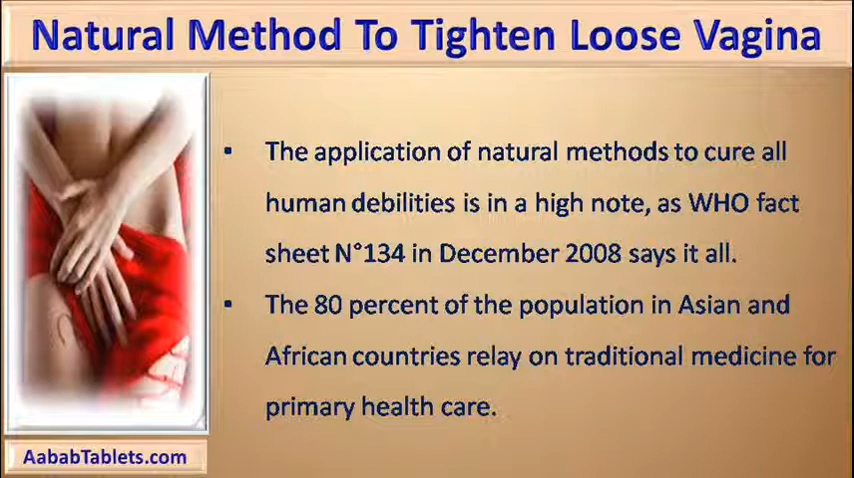 Natural Method To Tighten Loose Vagina
▪ The application of natural methods to cure all
human debilities is in a high note, as WHO fact
sheet N°134 in December 2008 says it all.
▪ The 80 percent of the population in Asian and
African countries relay on traditional medicine for
primary health care.
AababTablets.com